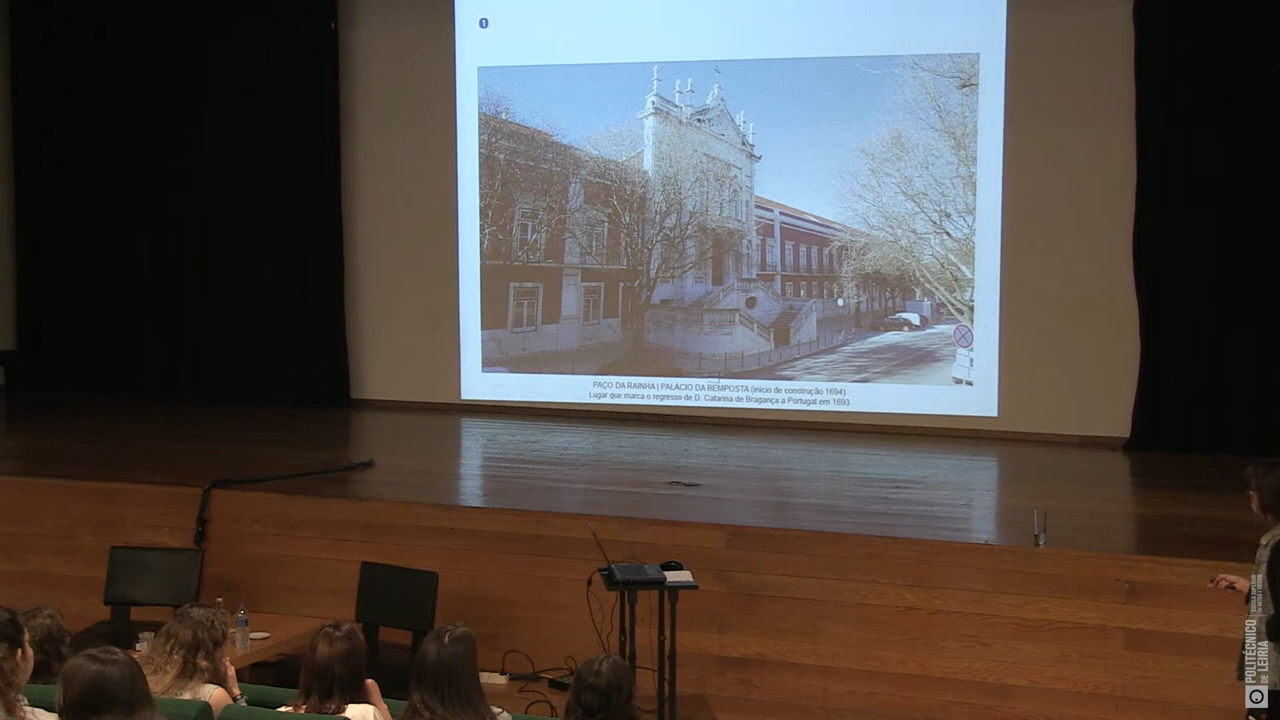 1
PAÇO DA RAINHA | PALÁCIO DA BEMPOSTA (início de construção 1694)
Lugar que marca o regresso de D. Catarina de Bragança a Portugal em 1693
POLITÉCNICO
DE LEIRIA